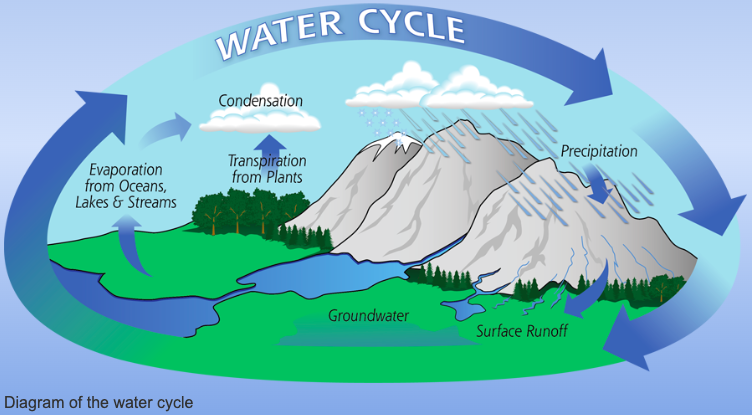 WATER CYCLE
Condensation
Evaporation
from Oceans,
Lakes & Streams
Transpiration
from Plants
Precipitation
Groundwater
Surface Runoff
Diagram of the water cycle